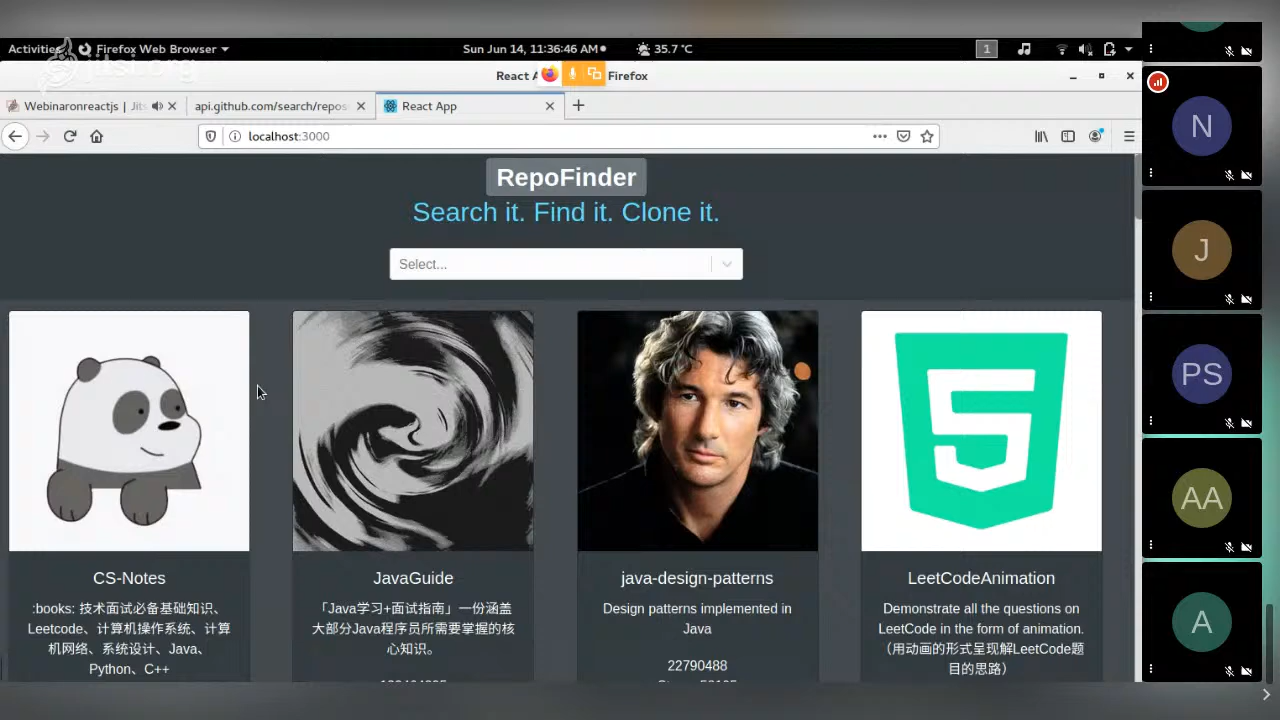 Activities
Firefox Web Browser
Sun Jun 14, 11:36:46 AM
35.7 °C
1
jitsi.org
React A
Firefox
Webinaronreactjs | Jits
api.github.com/search/repos
React App
localhost:3000
RepoFinder
Search it. Find it. Clone it.
Select...
CS-Notes
:books: 技术面试必备基础知识、
Leetcode、计算机操作系统、计算
机网络、系统设计、Java、
Python、C++
JavaGuide
「Java学习+面试指南」一份涵盖
大部分Java程序员所需要掌握的核
心知识。
java-design-patterns
Design patterns implemented in
Java
22790488
LeetCodeAnimation
Demonstrate all the questions on
LeetCode in the form of animation.
（用动画的形式呈现解LeetCode题
目的思路）
N
J
PS
AA
A